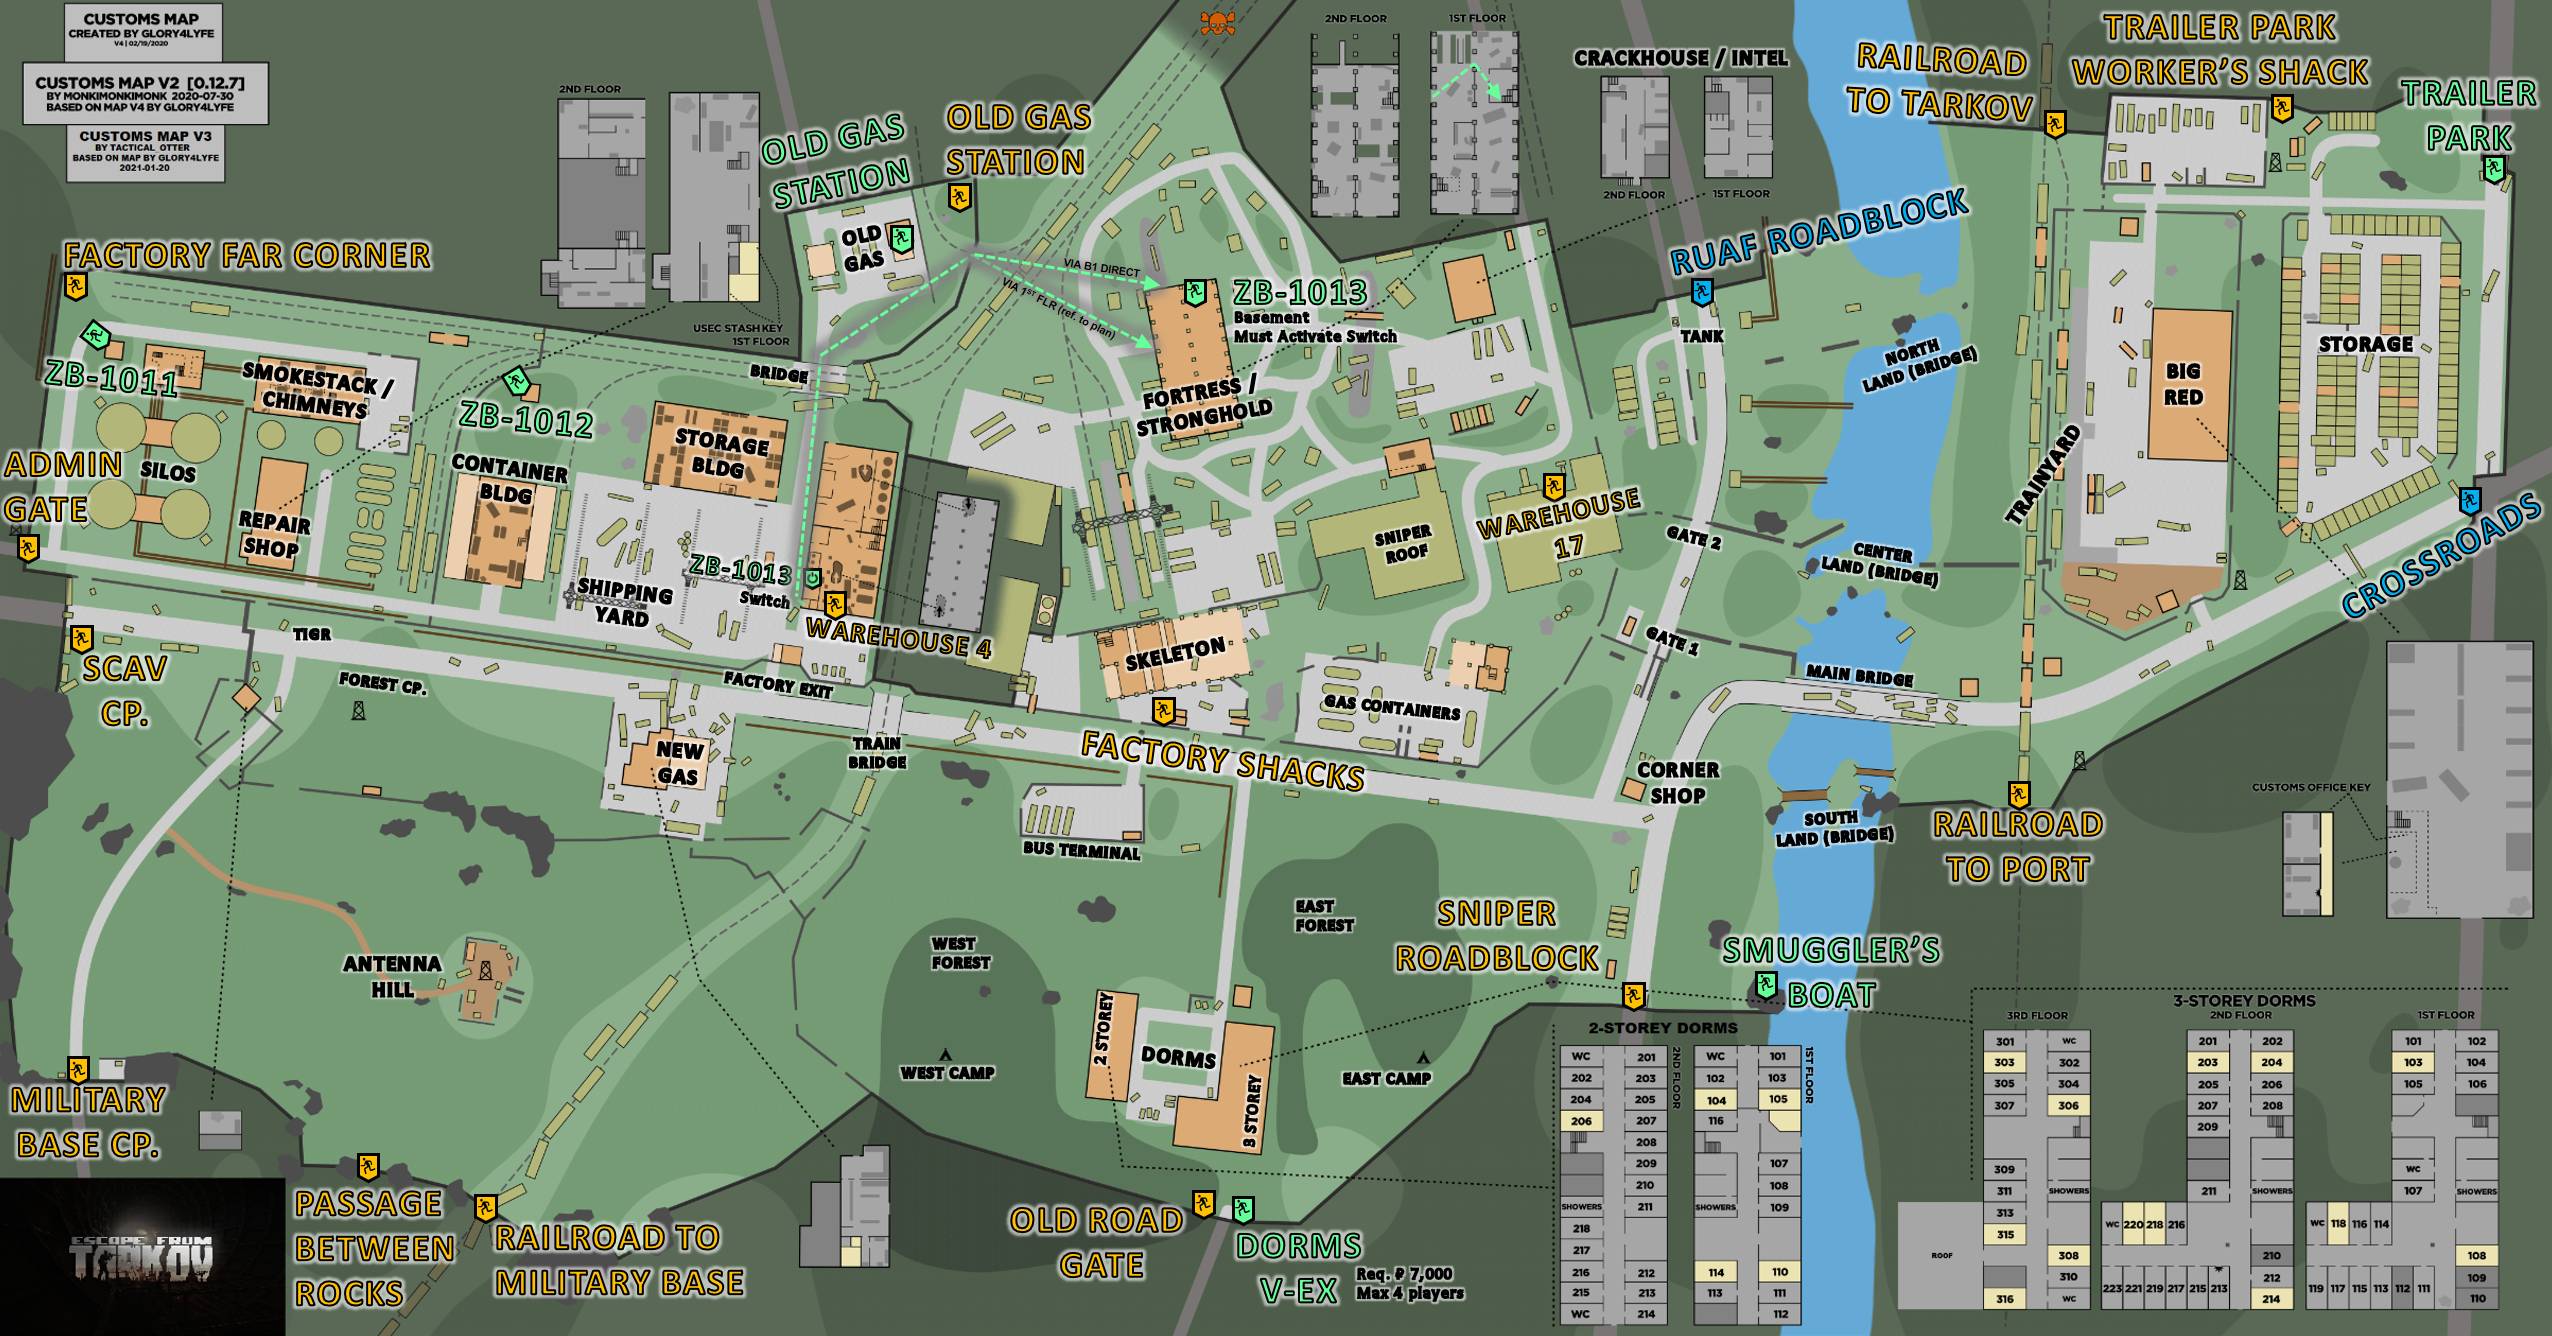 CUSTOMS MAP
CREATED BY GLORY4LYFE
V4 | 02/19/2020
CUSTOMS MAP V2 [0.12.7]
BY MONKIMONKIMONK 2020-07-30
BASED ON MAP V4 BY GLORY4LYFE
CUSTOMS MAP V3
BY TACTICAL_OTTER
BASED ON MAP BY GLORY4LYFE
2021-01-20
2ND FLOOR
USEC STASH KEY
1ST FLOOR
OLD GAS
STATION
OLD GAS
STATION
OLD
GAS
2ND FLOOR
1ST FLOOR
CRACKHOUSE / INTEL
2ND FLOOR
1ST FLOOR
RAILROAD
TO TARKOV
TRAILER PARK
WORKER'S SHACK
TRAILER
PARK
RUAF ROADBLOCK
FACTORY FAR CORNER
ZB-1011
SMOKESTACK /
CHIMNEYS
ZB-1012
BRIDGE
VIA B1 DIRECT
VIA 1ST FLR (ref. to plan)
ZB-1013
Basement
Must Activate Switch
FORTRESS /
STRONGHOLD
TANK
NORTH
LAND (BRIDGE)
BIG
RED
STORAGE
TRAINYARD
ADMIN
GATE
SILOS
REPAIR
SHOP
CONTAINER
BLDG
STORAGE
BLDG
SHIPPING
YARD
ZB-1013
Switch
WAREHOUSE 4
SNIPER
ROOF
WAREHOUSE
17
GATE 2
CENTER
LAND (BRIDGE)
CROSSROADS
GATE 1
MAIN BRIDGE
SCAV
CP.
TIGR
FOREST CP.
FACTORY EXIT
NEW
GAS
TRAIN
BRIDGE
SKELETON
GAS CONTAINERS
FACTORY SHACKS
BUS TERMINAL
CORNER
SHOP
SOUTH
LAND (BRIDGE)
RAILROAD
TO PORT
CUSTOMS OFFICE KEY
ANTENNA
HILL
WEST
FOREST
EAST
FOREST
SNIPER
ROADBLOCK
SMUGGLER'S
BOAT
WEST CAMP
2 STOREY
DORMS
3 STOREY
EAST CAMP
MILITARY
BASE CP.
PASSAGE
BETWEEN
ROCKS
RAILROAD TO
MILITARY BASE
OLD ROAD
GATE
DORMS
V-EX
Req. ₽ 7,000
Max 4 players
ESCAPE FROM
TARKOV
2-STOREY DORMS
2ND FLOOR
WC 201
202 203
204 205
206 207
208
209
210
SHOWERS 211
218
217
216 212
215 213
WC 214
1ST FLOOR
WC 101
102 103
104 105
116
107
108
SHOWERS 109
114 110
113 111
112
3-STOREY DORMS
3RD FLOOR
301 WC
303 302
305 304
307 306
309
311 SHOWERS
313
315
308
310
316 WC
ROOF
2ND FLOOR
201 202
203 204
205 206
207 208
209
211 SHOWERS
WC 220 218 216
210
212
223 221 219 217 215 213
214
1ST FLOOR
101 102
103 104
105 106
WC
107 SHOWERS
WC 118 116 114
108
109
119 117 115 113 112 111
110